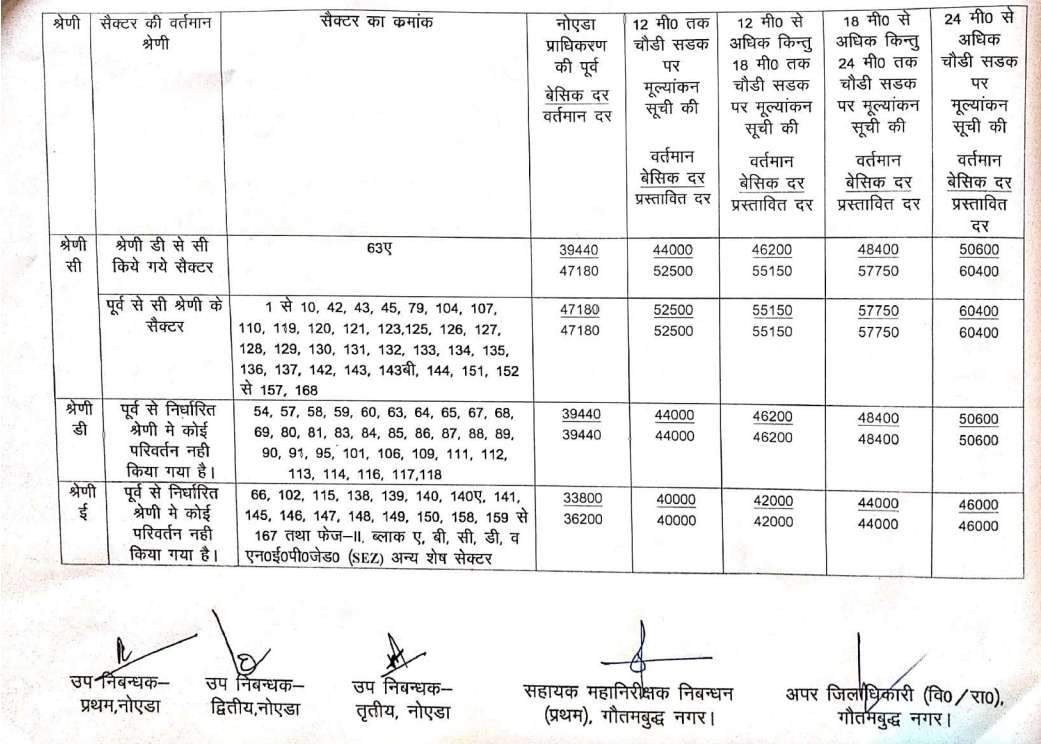 श्रेणी सैक्टर की वर्तमान श्रेणी सैक्टर का क्रमांक नोएडा प्राधिकरण की पूर्व बेसिक दर वर्तमान दर 12 मी0 तक चौडी सडक पर मूल्यांकन सूची की वर्तमान बेसिक दर प्रस्तावित दर 12 मी0 से अधिक किन्तु 18 मी0 तक चौडी सडक पर मूल्यांकन सूची की वर्तमान बेसिक दर प्रस्तावित दर 18 मी0 से अधिक किन्तु 24 मी0 तक चौडी सडक पर मूल्यांकन सूची की वर्तमान बेसिक दर प्रस्तावित दर 24 मी0 से अधिक चौडी सडक पर मूल्यांकन सूची की वर्तमान बेसिक दर प्रस्तावित दर
श्रेणी श्रेणी डी से सी 63ए 39440 44000 46200 48400 50600
सी किये गये सैक्टर 47180 52500 55150 57750 60400
पूर्व से सी श्रेणी के 1 से 10, 42, 43, 45, 79, 104, 107, 47180 52500 55150 57750 60400
सैक्टर 110, 119, 120, 121, 123,125, 126, 127, 47180 52500 55150 57750 60400
128, 129, 130, 131, 132, 133, 134, 135,
136, 137, 142, 143, 143बी, 144, 151, 152
से 157, 168
श्रेणी पूर्व से निर्धारित 54, 57, 58, 59, 60, 63, 64, 65, 67, 68, 39440 44000 46200 48400 50600
डी श्रेणी मे कोई 69, 80, 81, 83, 84, 85, 86, 87, 88, 89, 39440 44000 46200 48400 50600
परिवर्तन नही 90, 91, 95, 101, 106, 109, 111, 112,
किया गया है। 113, 114, 116, 117,118
श्रेणी पूर्व से निर्धारित 66, 102, 115, 138, 139, 140, 140ए, 141, 33800 40000 42000 44000 46000
ई श्रेणी मे कोई 145, 146, 147, 148, 149, 150, 158, 159 से 36200 40000 42000 44000 46000
परिवर्तन नही 167 तथा फेज–II, ब्लाक ए, बी, सी, डी, व
किया गया है। एन0ई0पी0जेड0 (SEZ) अन्य शेष सेक्टर
उप निबन्धक– उप निबन्धक– उप निबन्धक– सहायक महानिरीक्षक निबन्धन अपर जिलाधिकारी (वि0/रा0),
प्रथम,नोएडा द्वितीय,नोएडा तृतीय, नोएडा (प्रथम), गौतमबुद्ध नगर। गौतमबुद्ध नगर।